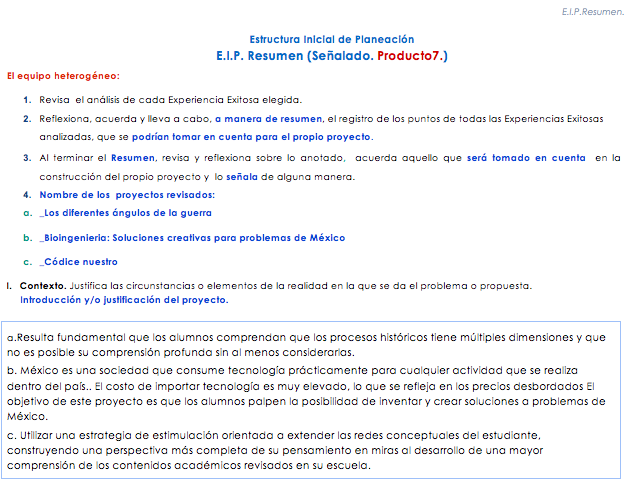 E.I.P.Resumen.
Estructura Inicial de Planeación
E.I.P. Resumen (Señalado. Producto7.)
El equipo heterogéneo:
1. Revisa el análisis de cada Experiencia Exitosa elegida.
2. Reflexiona, acuerda y lleva a cabo, a manera de resumen, el registro de los puntos de todas las Experiencias Exitosas
analizadas, que se podrían tomar en cuenta para el propio proyecto.
3. Al terminar el Resumen, revisa y reflexiona sobre lo anotado, acuerda aquello que será tomado en cuenta en la
construcción del propio proyecto y lo señala de alguna manera.
4. Nombre de los proyectos revisados:
a. _Los diferentes ángulos de la guerra
b. _Bioingenieria: Soluciones creativas para problemas de México
c. _Códice nuestro
I. Contexto. Justifica las circunstancias o elementos de la realidad en la que se da el problema o propuesta.
Introducción y/o justificación del proyecto.
a.Resulta fundamental que los alumnos comprendan que los procesos históricos tiene múltiples dimensiones y que
no es posible su comprensión profunda sin al menos considerarlas.
b. México es una sociedad que consume tecnología prácticamente para cualquier actividad que se realiza
dentro del país.. El costo de importar tecnología es muy elevado, lo que se refleja en los precios desbordados El
objetivo de este proyecto es que los alumnos palpen la posibilidad de inventar y crear soluciones a problemas de
México.
c. Utilizar una estrategia de estimulación orientada a extender las redes conceptuales del estudiante,
construyendo una perspectiva más completa de su pensamiento en miras al desarrollo de una mayor
comprensión de los contenidos académicos revisados en su escuela.